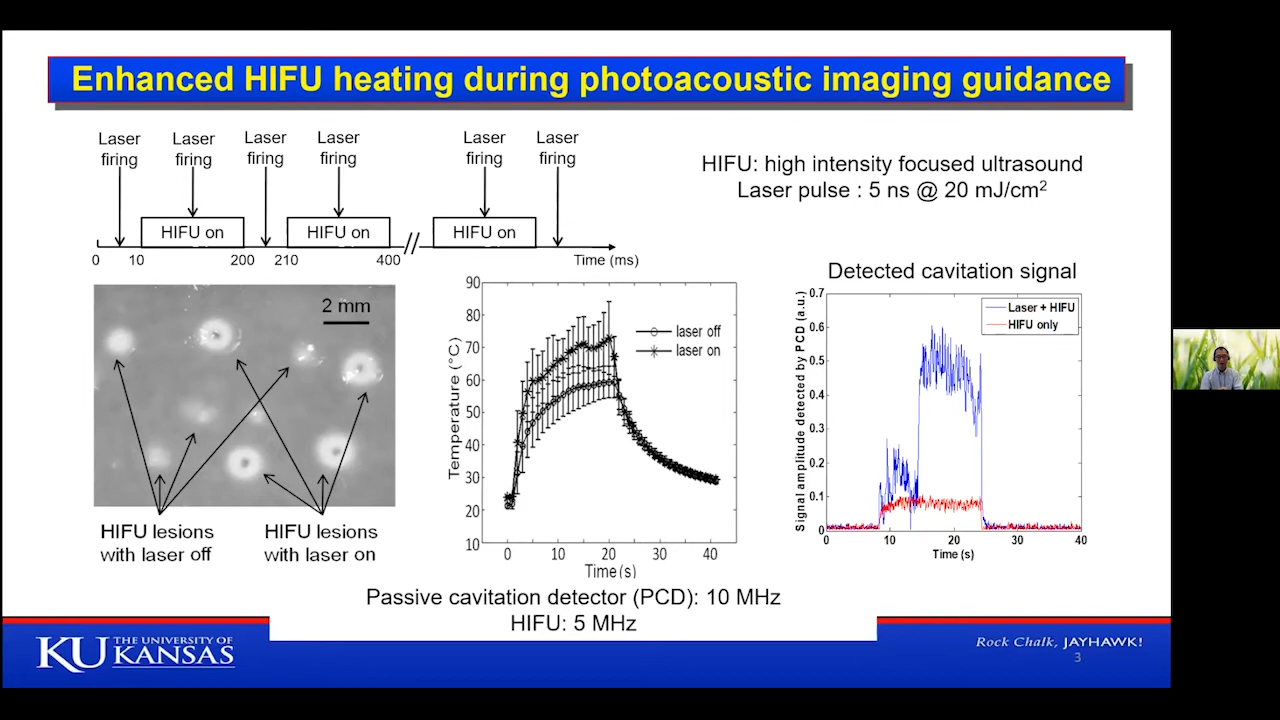 Enhanced HIFU heating during photoacoustic imaging guidance
Laser firing
Laser firing
Laser firing
Laser firing
Laser firing
Laser firing
HIFU on
HIFU on
HIFU on
0
10
200
210
400
Time (ms)
HIFU: high intensity focused ultrasound
Laser pulse : 5 ns @ 20 mJ/cm²
2 mm
HIFU lesions
with laser off
HIFU lesions
with laser on
90
80
70
60
50
40
30
20
10
Temperature (°C)
laser off
laser on
0
10
20
30
40
Time (s)
Detected cavitation signal
0.7
0.6
0.5
0.4
0.3
0.2
0.1
0
Signal amplitude detected by PCD (a.u.)
Laser + HIFU
HIFU only
0
10
20
30
40
Time (s)
Passive cavitation detector (PCD): 10 MHz
HIFU: 5 MHz
KU THE UNIVERSITY OF
KANSAS
Rock Chalk, JAYHAWK!
3